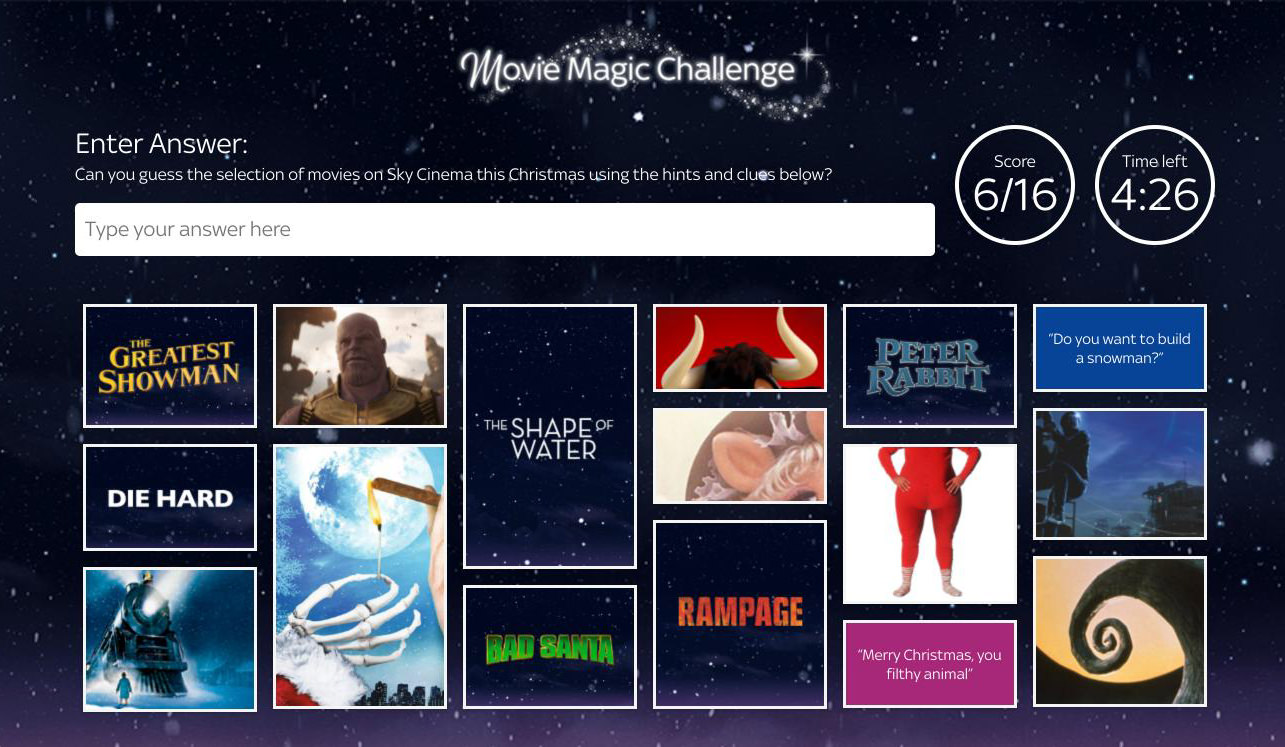 Movie Magic Challenge
Enter Answer:
Can you guess the selection of movies on Sky Cinema this Christmas using the hints and clues below?
Type your answer here
Score
6/16
Time left
4:26
THE
GREATEST
SHOWMAN
DIE HARD
THE SHAPE OF
WATER
BAD SANTA
RAMPAGE
PETER
RABBIT
"Merry Christmas, you
filthy animal"
"Do you want to build
a snowman?"